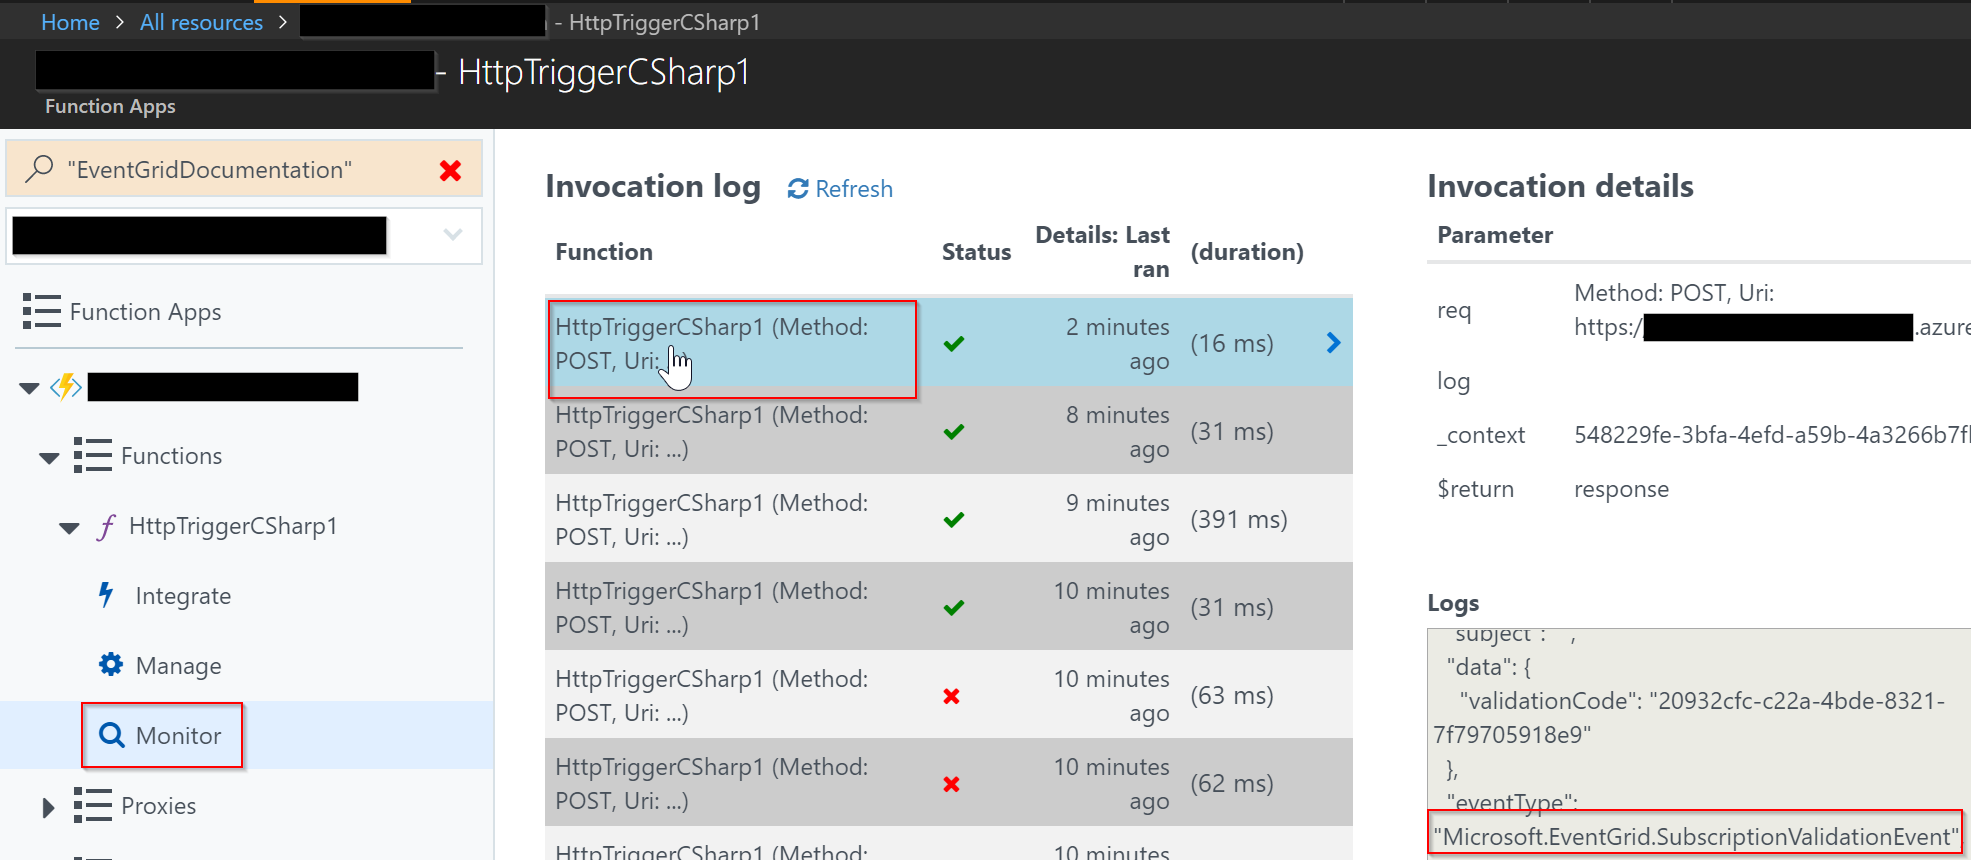 Home > All resources > - HttpTriggerCSharp1
- HttpTriggerCSharp1
Function Apps
"EventGridDocumentation"
Function Apps
Functions
HttpTriggerCSharp1
Integrate
Manage
Monitor
Proxies
Invocation log Refresh
Function Status Details: Last ran (duration)
HttpTriggerCSharp1 (Method: 2 minutes
POST, Uri: ...) ago (16 ms)
HttpTriggerCSharp1 (Method: 8 minutes
POST, Uri: ...) ago (31 ms)
HttpTriggerCSharp1 (Method: 9 minutes
POST, Uri: ...) ago (391 ms)
HttpTriggerCSharp1 (Method: 10 minutes
POST, Uri: ...) ago (31 ms)
HttpTriggerCSharp1 (Method: 10 minutes
POST, Uri: ...) ago (63 ms)
HttpTriggerCSharp1 (Method: 10 minutes
POST, Uri: ...) ago (62 ms)
HttpTriggerCSharp1 (Method: 10 minutes
Invocation details
Parameter
req Method: POST, Uri:
https:/ .azure
log
_context 548229fe-3bfa-4efd-a59b-4a3266b7f
$return response
Logs
subject": "",
"data": {
"validationCode": "20932cfc-c22a-4bde-8321-
7f79705918e9"
},
"eventType":
"Microsoft.EventGrid.SubscriptionValidationEvent"